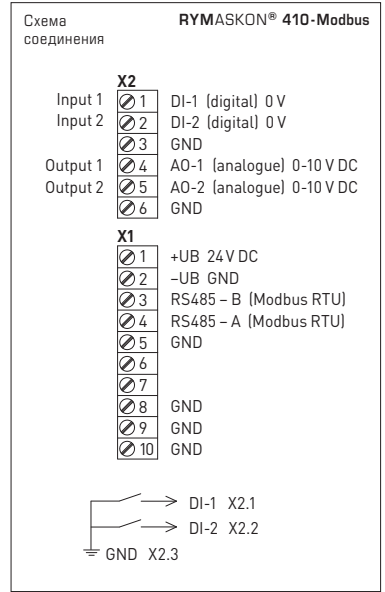 Схема RYMASKON® 410-Modbus
соединения
X2
Input 1 1 DI-1 (digital) 0 V
Input 2 2 DI-2 (digital) 0 V
3 GND
Output 1 4 AO-1 (analogue) 0-10 V DC
Output 2 5 AO-2 (analogue) 0-10 V DC
6 GND
X1
1 +UB 24V DC
2 –UB GND
3 RS485 – B (Modbus RTU)
4 RS485 – A (Modbus RTU)
5 GND
6
7
8 GND
9 GND
10 GND
DI-1 X2.1
DI-2 X2.2
GND X2.3